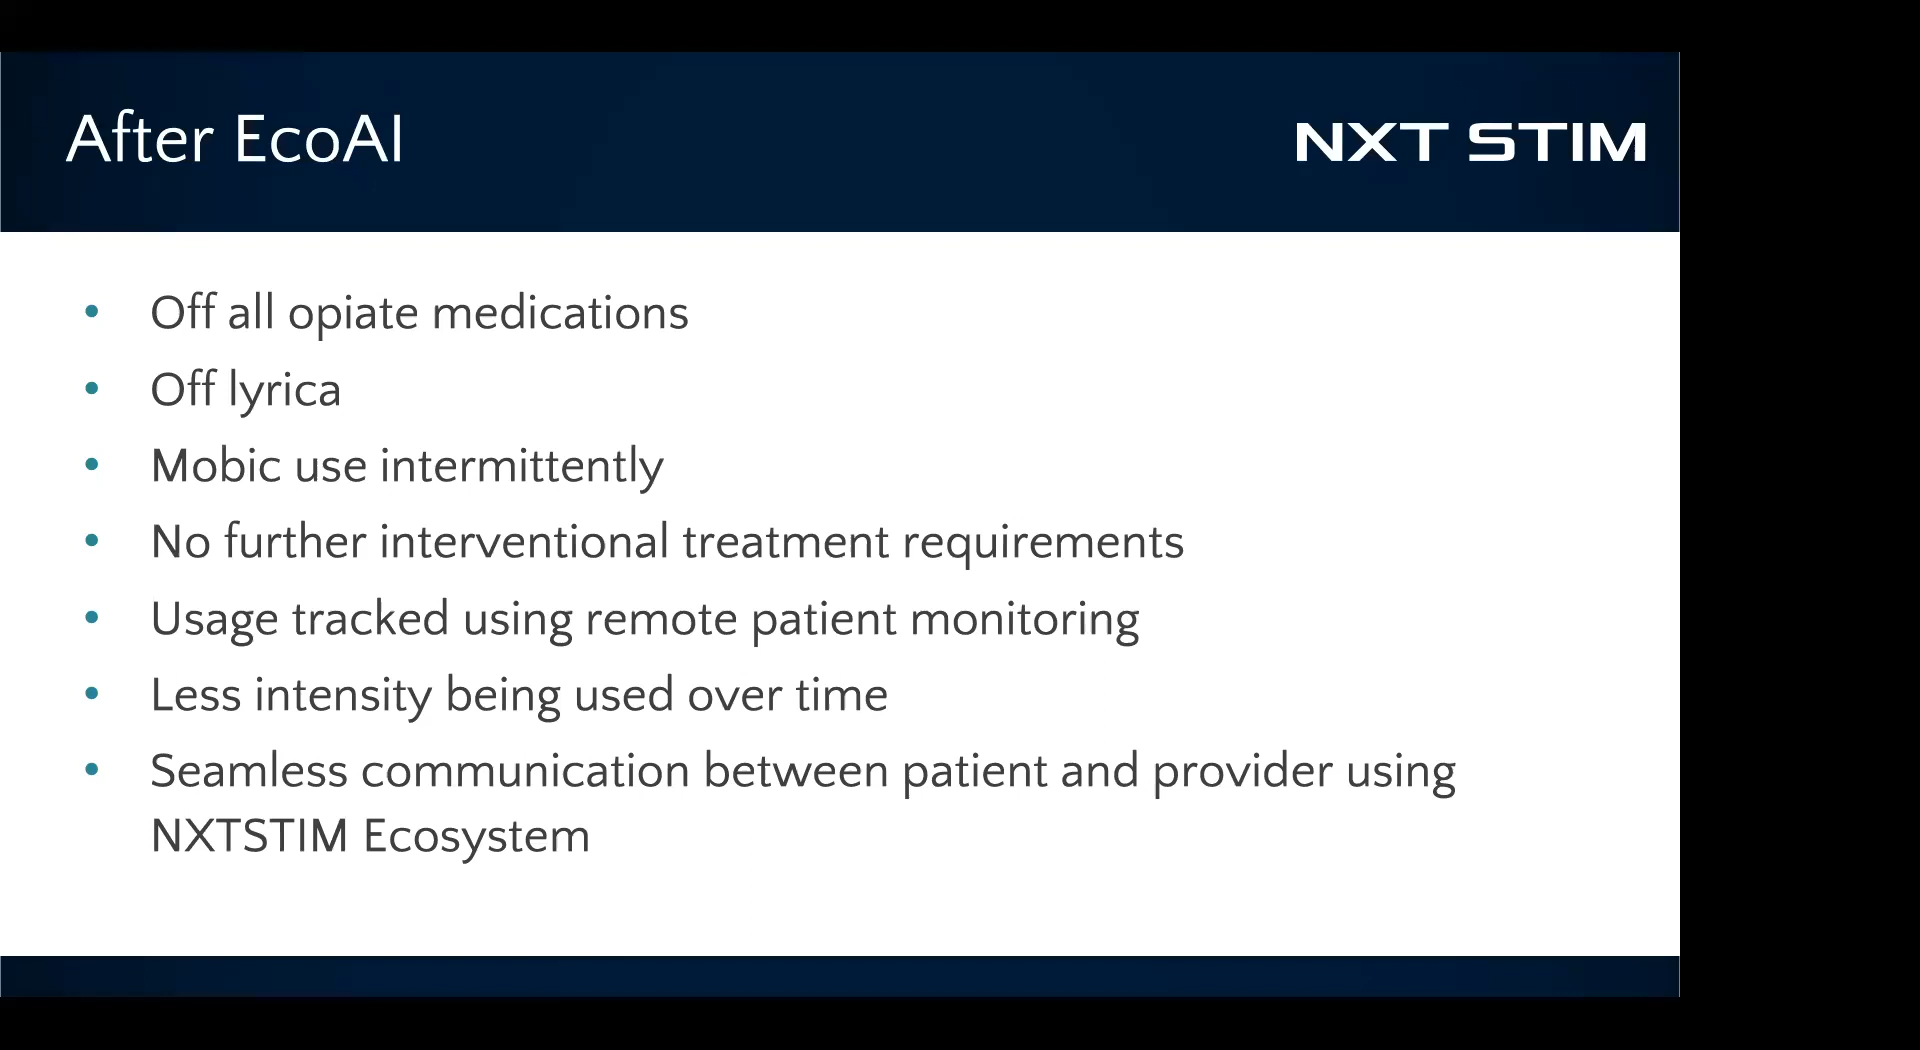 After EcoAI
NXT STIM
• Off all opiate medications
• Off lyrica
• Mobic use intermittently
• No further interventional treatment requirements
• Usage tracked using remote patient monitoring
• Less intensity being used over time
• Seamless communication between patient and provider using
NXTSTIM Ecosystem